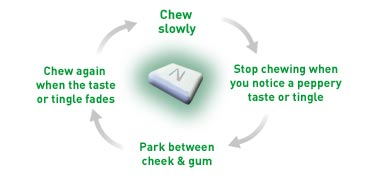 Chew
slowly
Stop chewing when
you notice a peppery
taste or tingle
Park between
cheek & gum
Chew again
when the taste
or tingle fades
N